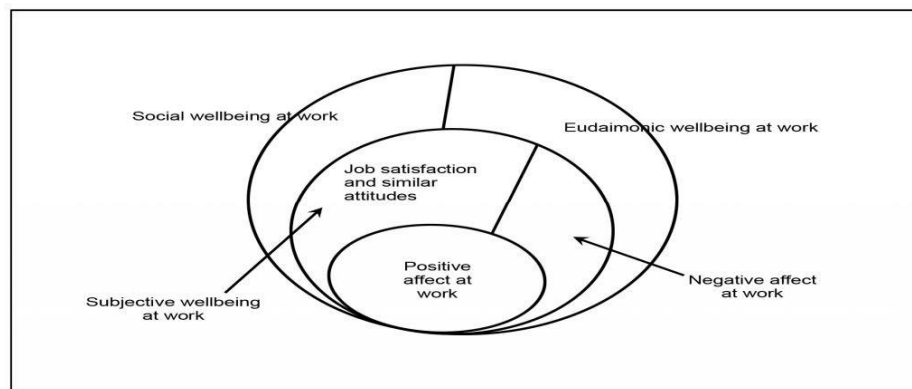 Social wellbeing at work
Eudaimonic wellbeing at work
Job satisfaction
and similar
attitudes
Positive
affect at
work
Subjective wellbeing
at work
Negative affect
at work